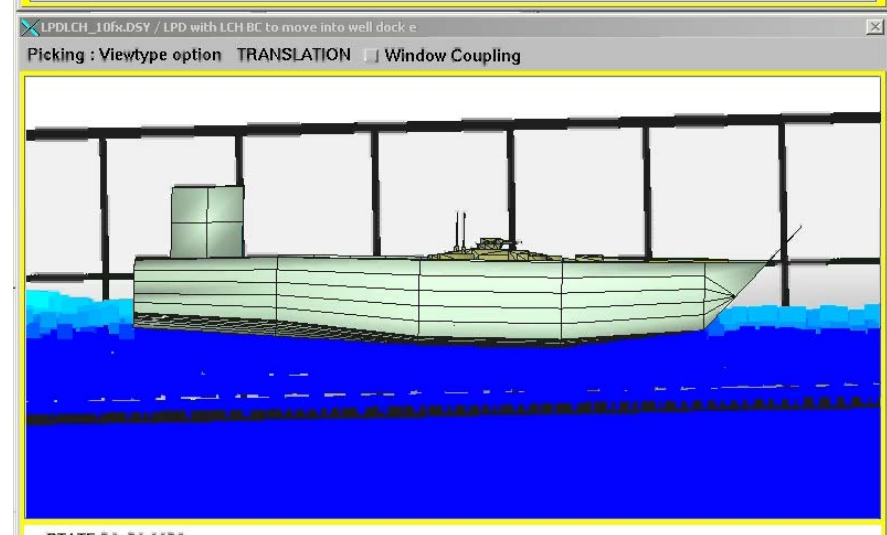 LPDLCH_10fx.DSY / LPD with LCH BC to move into well dock e
Picking : Viewtype option TRANSLATION Window Coupling